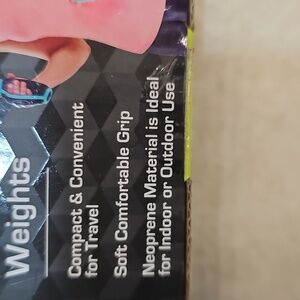 Weights
Compact & Convenient
for Travel
Soft Comfortable Grip
Neoprene Material is Ideal
for Indoor or Outdoor Use